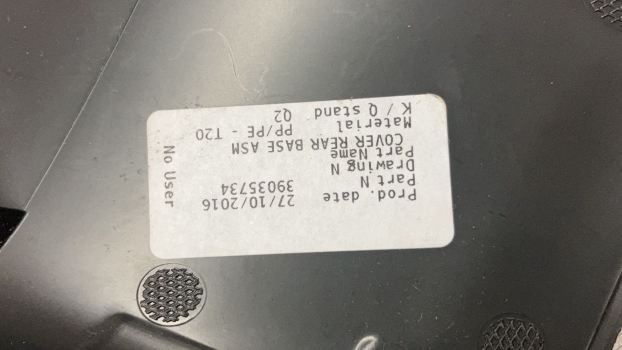 Prod. date 27/10/2016
Part N 39035734
Drawing N
Part Name
COVER REAR BASE ASM
Material PP/PE - T20
K / Q stand Q2
No User